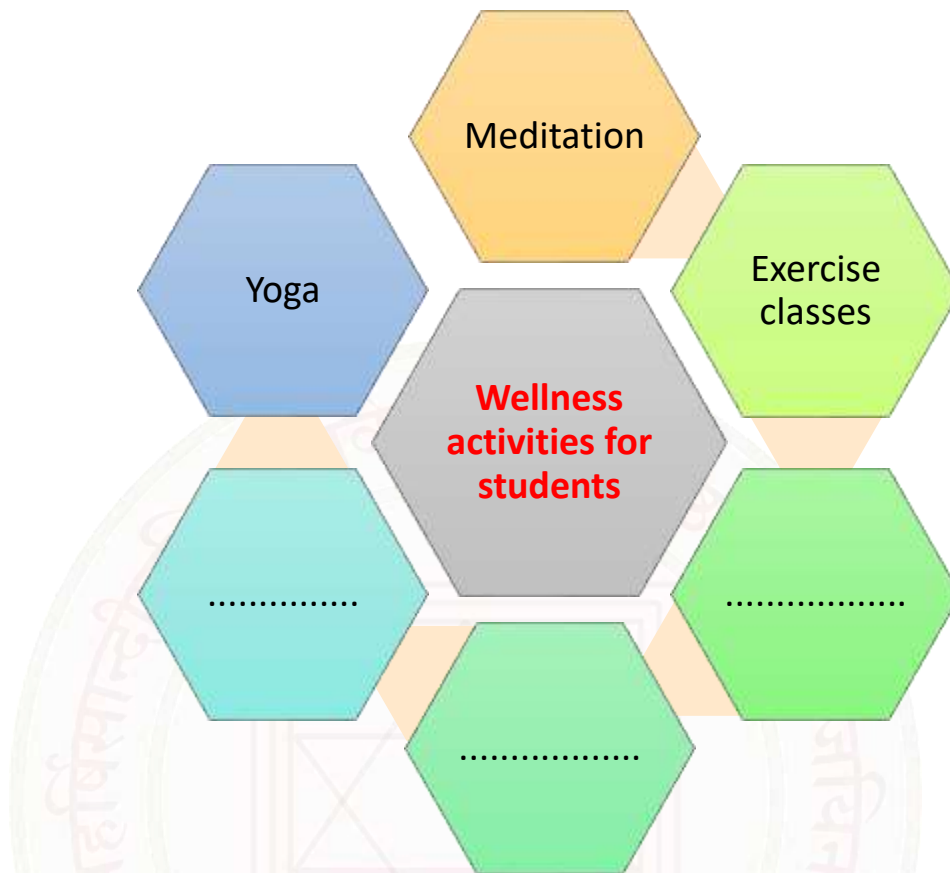 Meditation
Yoga
Exercise
classes
Wellness
activities for
students
...............
..................
..................